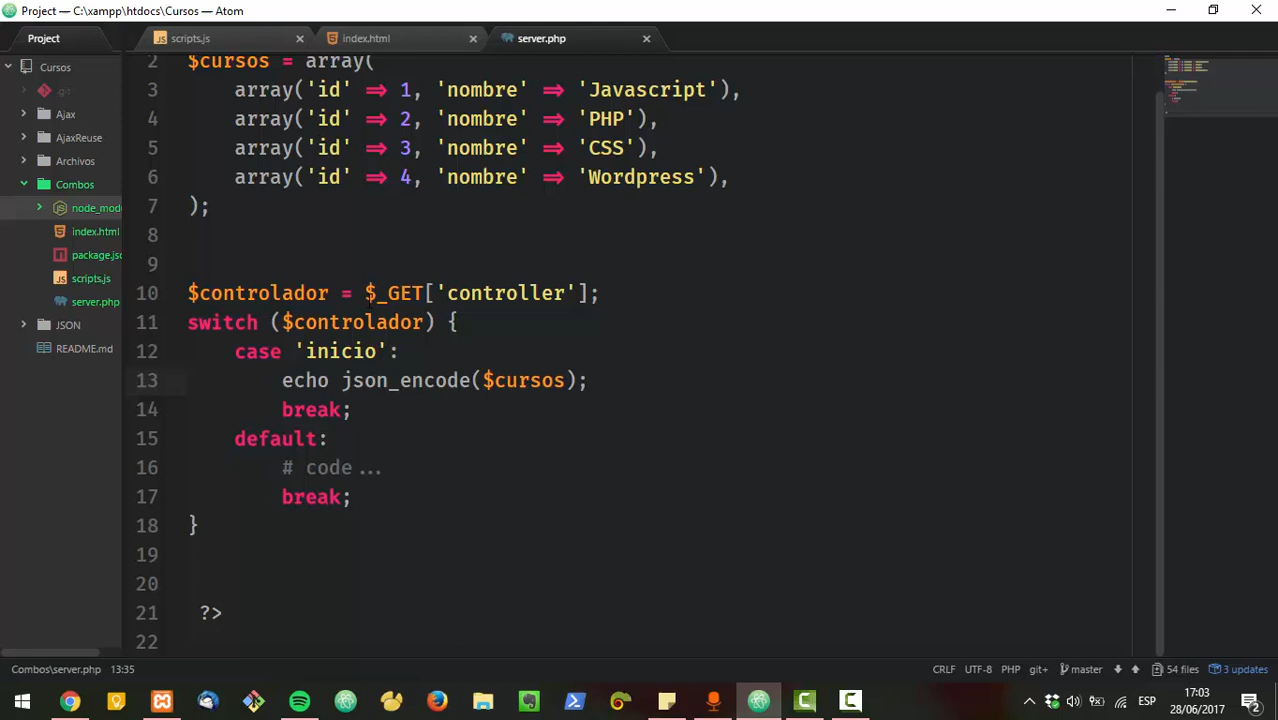 Project — C:\xampp\htdocs\Cursos — Atom
Project
scripts.js
index.html
server.php
Cursos
.git
Ajax
AjaxReuse
Archivos
Combos
node_mod
index.html
package.jsc
scripts.js
server.php
JSON
README.md
2 $cursos = array(
3 array('id' => 1, 'nombre' => 'Javascript'),
4 array('id' => 2, 'nombre' => 'PHP'),
5 array('id' => 3, 'nombre' => 'CSS'),
6 array('id' => 4, 'nombre' => 'Wordpress'),
7 );
8
9
10 $controlador = $_GET['controller'];
11 switch ($controlador) {
12 case 'inicio':
13 echo json_encode($cursos);
14 break;
15 default:
16 # code...
17 break;
18 }
19
20
21 ?>
22
Combos\server.php 13:35 CRLF UTF-8 PHP git+ master 54 files 3 updates
ESP 17:03
28/06/2017 2